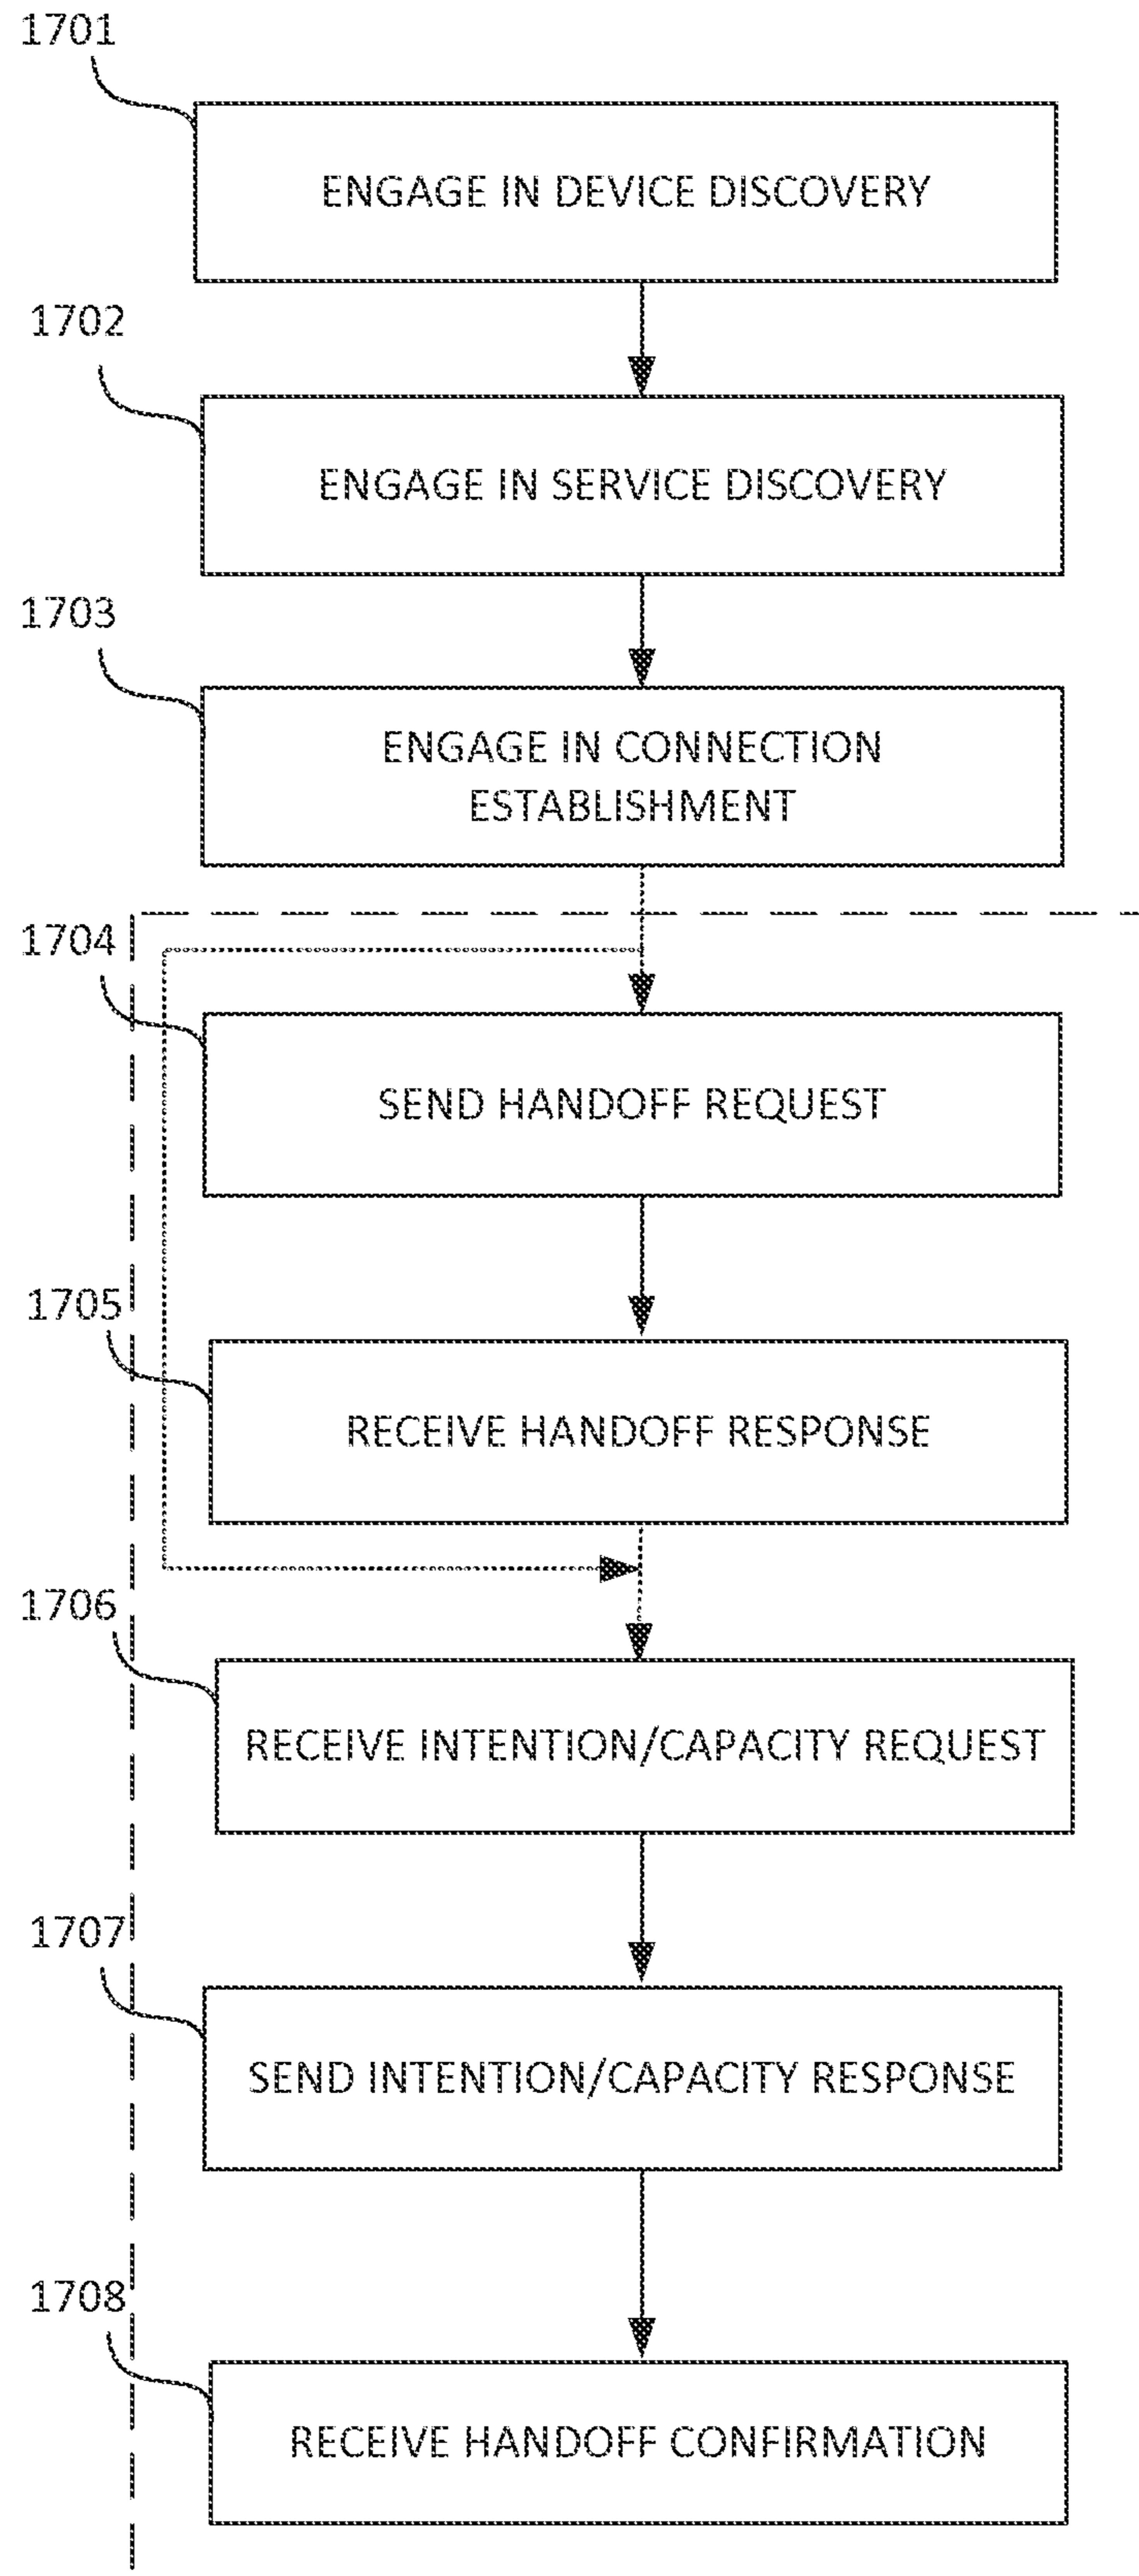 1701
ENGAGE IN DEVICE DISCOVERY
1702
ENGAGE IN SERVICE DISCOVERY
1703
ENGAGE IN CONNECTION
ESTABLISHMENT
1704
SEND HANDOFF REQUEST
1705
RECEIVE HANDOFF RESPONSE
1706
RECEIVE INTENTION/CAPACITY REQUEST
1707
SEND INTENTION/CAPACITY RESPONSE
1708
RECEIVE HANDOFF CONFIRMATION